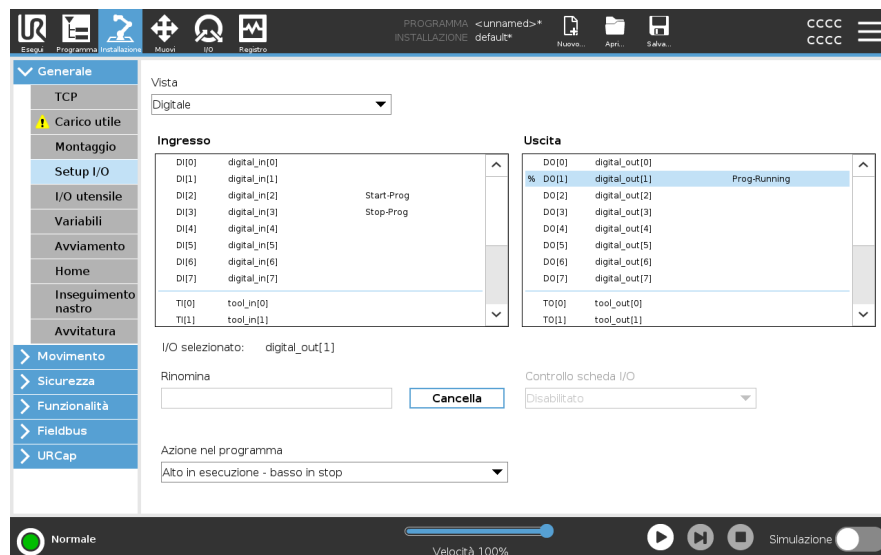 PROGRAMMA <unnamed>*
INSTALLAZIONE default*
CCCC
CCCC
Esegui Programma Installazione Muovi I/O Registro Nuovo... Apri... Salva...
Generale
TCP
Carico utile
Montaggio
Setup I/O
I/O utensile
Variabili
Avviamento
Home
Inseguimento
nastro
Avvitatura
Movimento
Sicurezza
Funzionalità
Fieldbus
URCap
Vista
Digitale
Ingresso
DI[0] digital_in[0]
DI[1] digital_in[1]
DI[2] digital_in[2] Start-Prog
DI[3] digital_in[3] Stop-Prog
DI[4] digital_in[4]
DI[5] digital_in[5]
DI[6] digital_in[6]
DI[7] digital_in[7]
TI[0] tool_in[0]
TI[1] tool_in[1]
Uscita
DO[0] digital_out[0]
% DO[1] digital_out[1] Prog-Running
DO[2] digital_out[2]
DO[3] digital_out[3]
DO[4] digital_out[4]
DO[5] digital_out[5]
DO[6] digital_out[6]
DO[7] digital_out[7]
TO[0] tool_out[0]
TO[1] tool_out[1]
I/O selezionato: digital_out[1]
Rinomina
Cancella
Controllo scheda I/O
Disabilitato
Azione nel programma
Alto in esecuzione - basso in stop
Normale
Velocità 100%
Simulazione